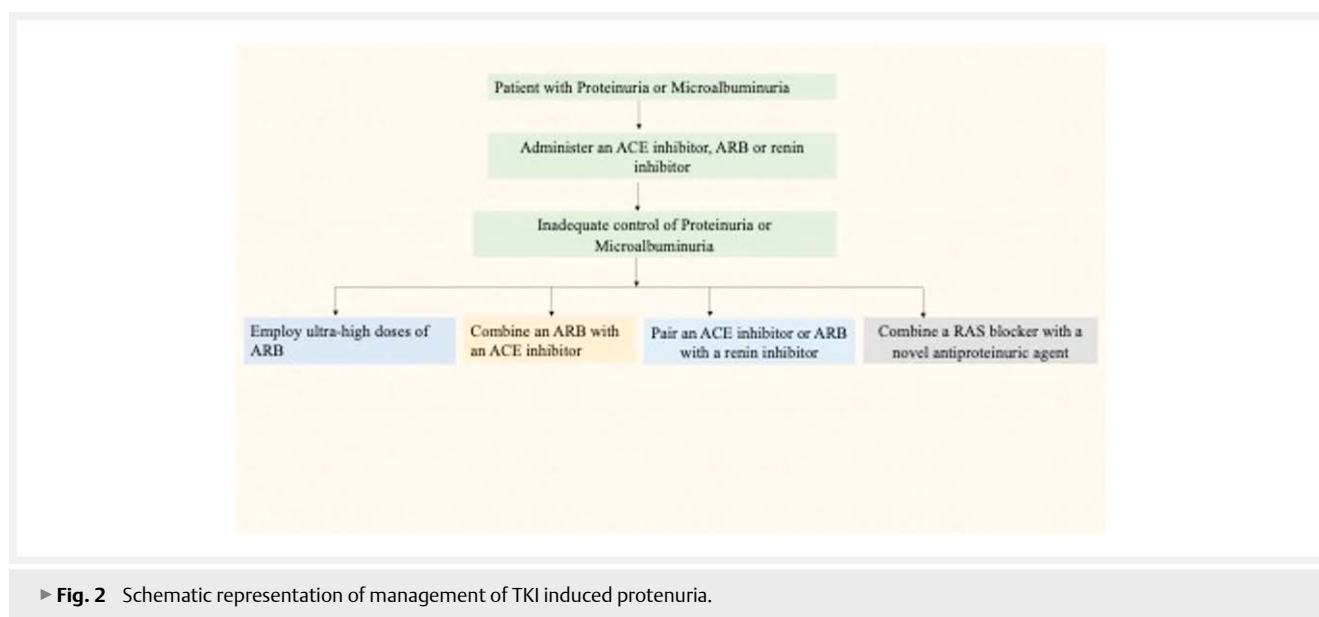 Patient with Proteinuria or Microalbuminuria
Administer an ACE inhibitor, ARB or renin
inhibitor
Inadequate control of Proteinuria or
Microalbuminuria
Employ ultra-high doses of
ARB
Combine an ARB with
an ACE inhibitor
Pair an ACE inhibitor or ARB
with a renin inhibitor
Combine a RAS blocker with a
novel antiproteinuric agent
▶ Fig. 2 Schematic representation of management of TKI induced protenuria.